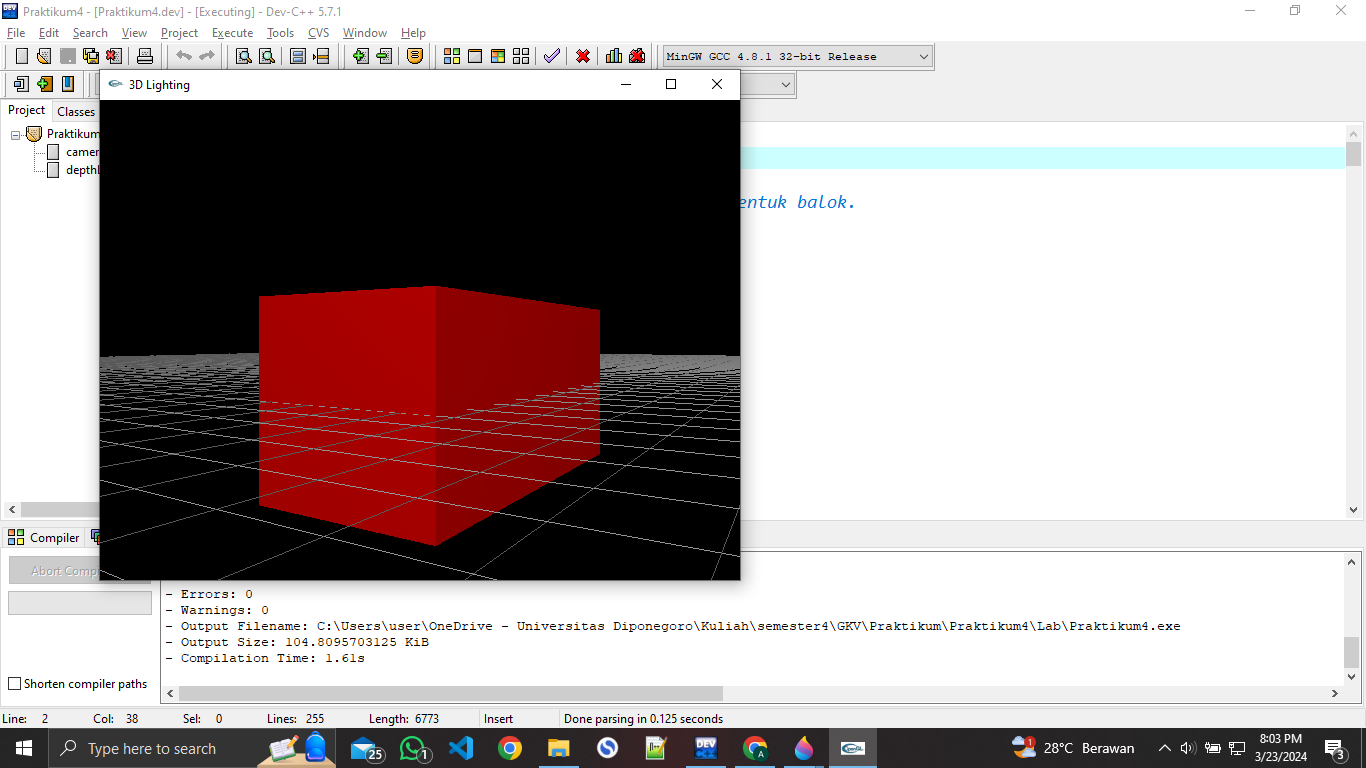 Praktikum4 - [Praktikum4.dev] - [Executing] - Dev-C++ 5.7.1
File Edit Search View Project Execute Tools CVS Window Help
MinGW GCC 4.8.1 32-bit Release
3D Lighting
Project Classes
Praktikum
camer
depth
entuk balok.
Compiler
Abort Comp
- Errors: 0
- Warnings: 0
- Output Filename: C:\Users\user\OneDrive - Universitas Diponegoro\Kuliah\semester4\GKV\Praktikum\Praktikum4\Lab\Praktikum4.exe
- Output Size: 104.8095703125 KiB
- Compilation Time: 1.61s
Shorten compiler paths
Line: 2 Col: 38 Sel: 0 Lines: 255 Length: 6773 Insert Done parsing in 0.125 seconds
Type here to search
25
1
DEV
A
1
28°C Berawan
8:03 PM
3/23/2024
3